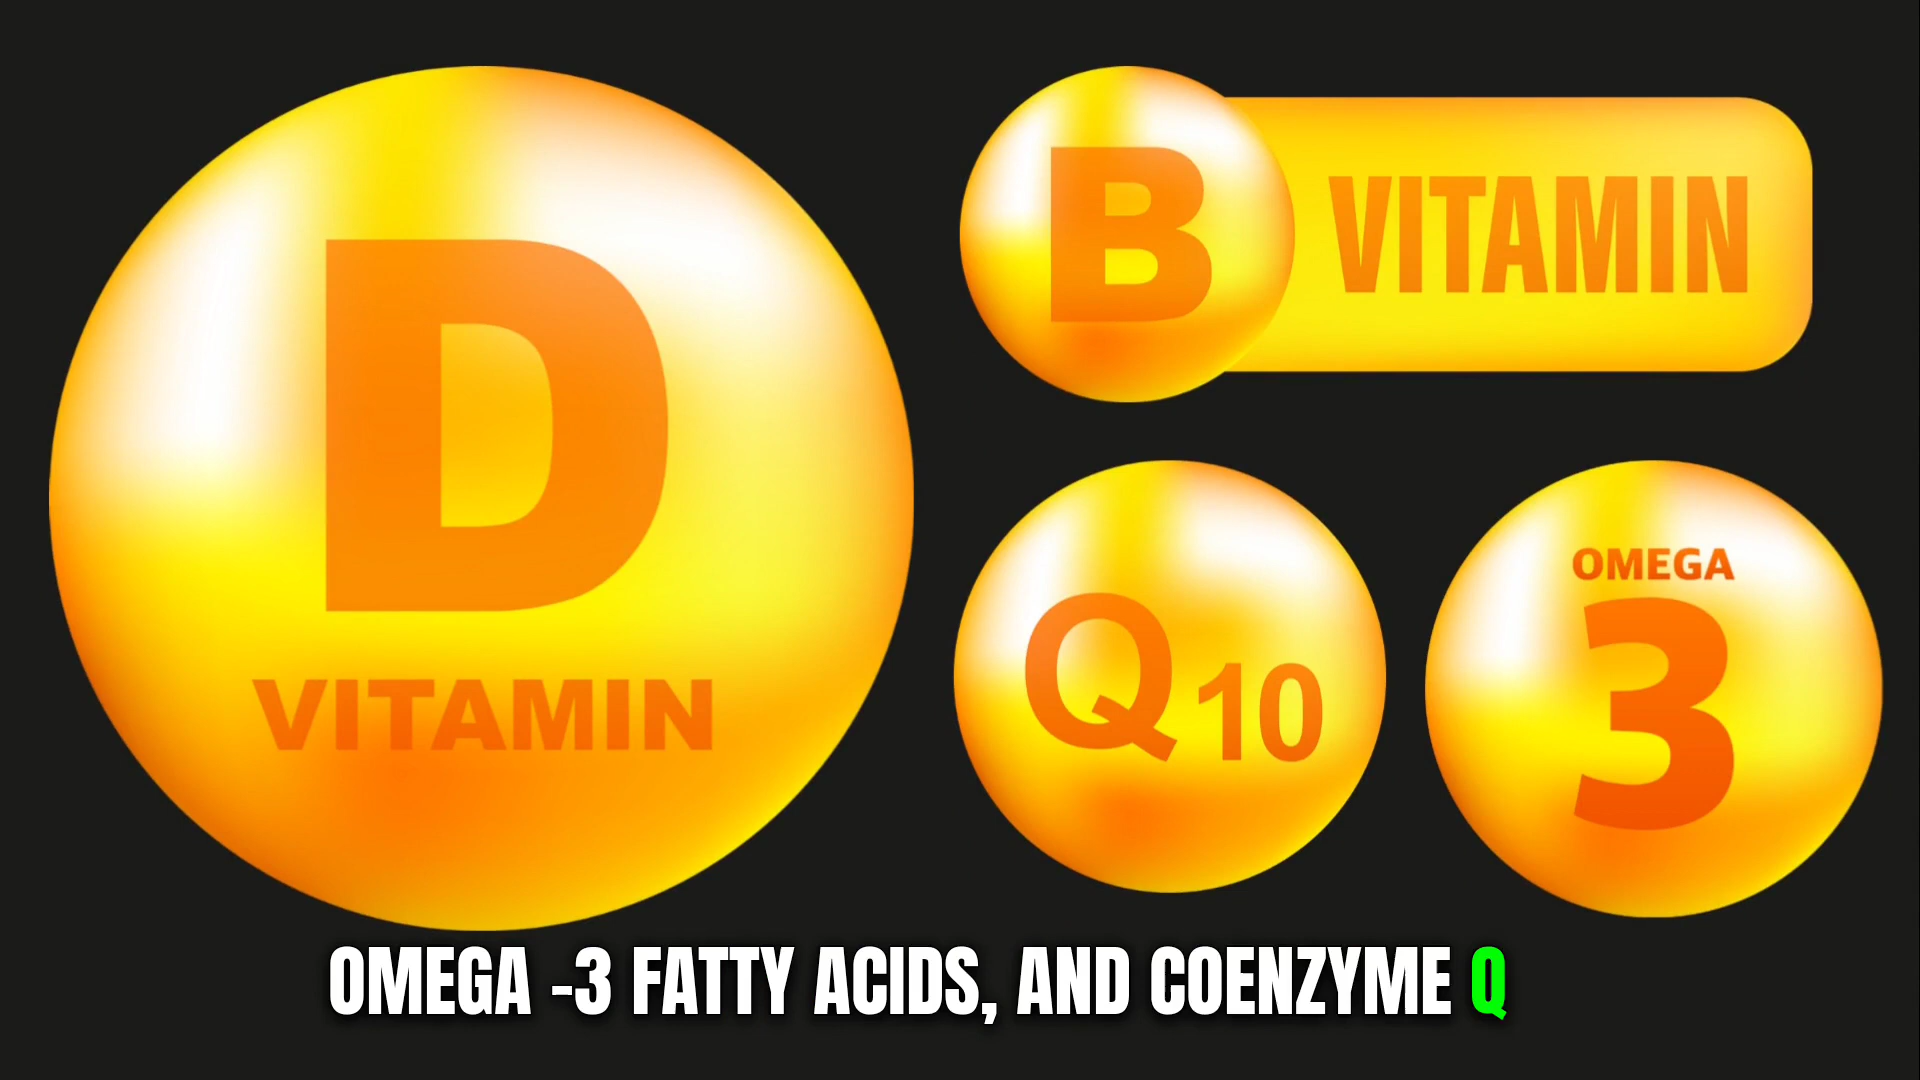 D
VITAMIN
B VITAMIN
Q10
OMEGA
3
OMEGA -3 FATTY ACIDS, AND COENZYME Q